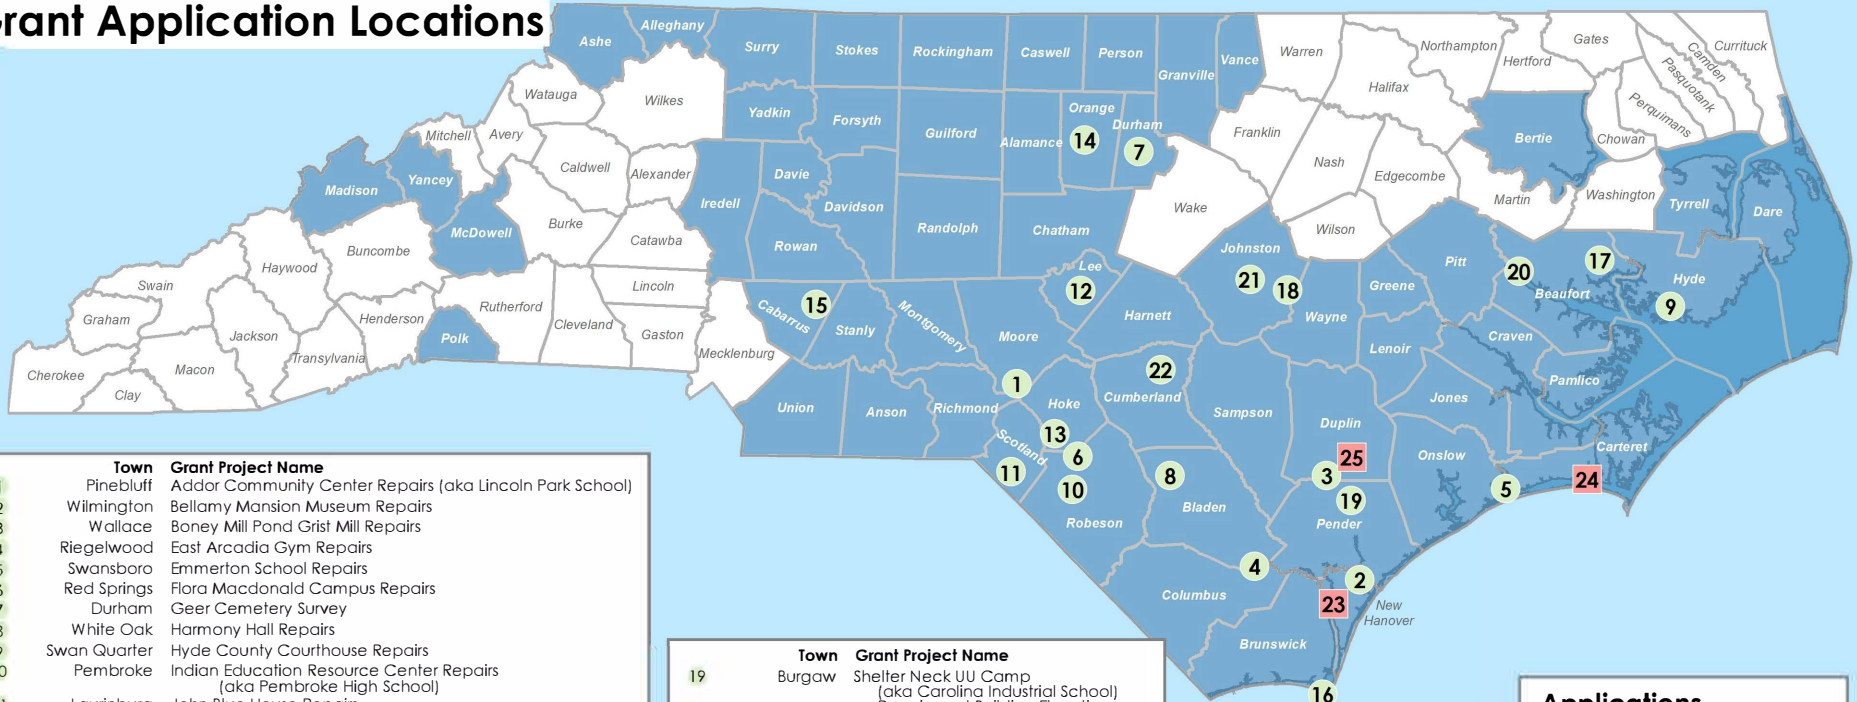 rant Application Locations
Ashe
Alleghany
Surry
Stokes
Rockingham
Caswell
Person
Granville
Vance
Warren
Northampton
Hertford
Gates
Camden
Currituck
Pasquotank
Perquimans
Chowan
Halifax
Bertie
Watauga
Wilkes
Yadkin
Forsyth
Guilford
Alamance
Orange
14
Durham
7
Franklin
Nash
Edgecombe
Martin
Washington
Tyrrell
Dare
Mitchell
Avery
Caldwell
Alexander
Iredell
Davie
Davidson
Randolph
Chatham
Wake
Wilson
Madison
Yancey
McDowell
Burke
Catawba
Rowan
Buncombe
Haywood
Swain
Graham
Jackson
Henderson
Transylvania
Macon
Cherokee
Clay
Polk
Rutherford
Cleveland
Lincoln
Gaston
Mecklenburg
Cabarrus
15
Stanly
Montgomery
Moore
Lee
12
Harnett
Johnston
21
18
Wayne
Greene
Pitt
20
17
Beaufort
Hyde
9
Craven
Lenoir
Pamlico
Jones
Union
Anson
Richmond
1
Hoke
22
Cumberland
Sampson
Duplin
Onslow
Carteret
Scotland
13
6
11
10
Robeson
8
Bladen
25
3
19
Pender
5
24
4
2
23
New
Hanover
Columbus
Brunswick
16
Town Grant Project Name
Pinebluff Addor Community Center Repairs (aka Lincoln Park School)
Wilmington Bellamy Mansion Museum Repairs
Wallace Boney Mill Pond Grist Mill Repairs
Riegelwood East Arcadia Gym Repairs
Swansboro Emmerton School Repairs
Red Springs Flora Macdonald Campus Repairs
Durham Geer Cemetery Survey
White Oak Harmony Hall Repairs
Swan Quarter Hyde County Courthouse Repairs
0 Pembroke Indian Education Resource Center Repairs
(aka Pembroke High School)
Laurinburg John Blue House Repairs
Town Grant Project Name
19 Burgaw Shelter Neck UU Camp
(aka Carolina Industrial School)
Applications